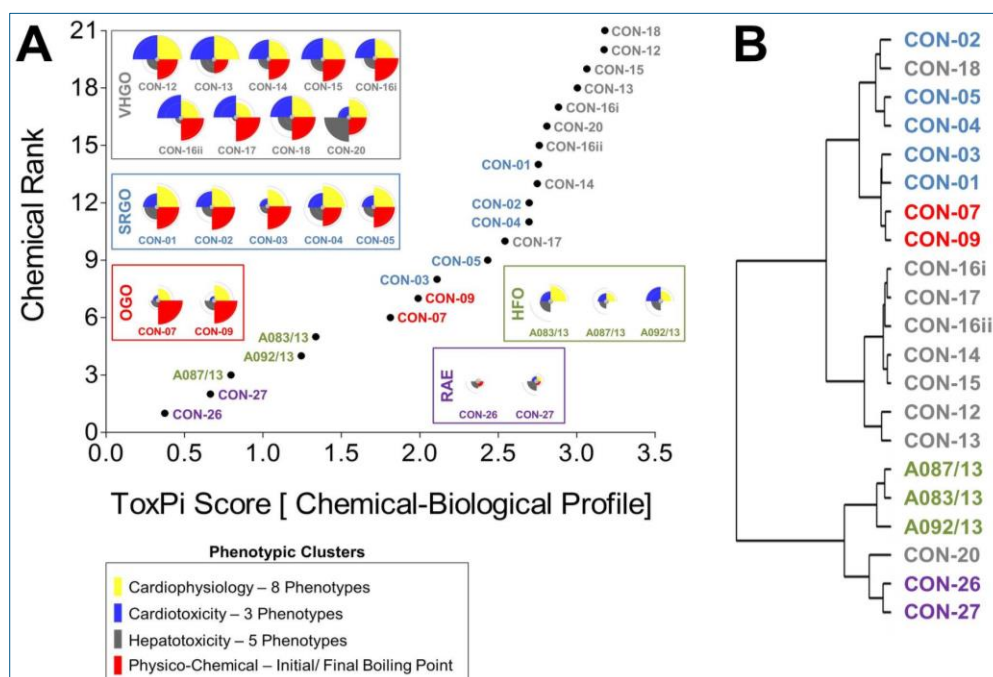 A
Chemical Rank
21
18
15
12
9
6
3
0
0.0 0.5 1.0 1.5 2.0 2.5 3.0 3.5
ToxPi Score [ Chemical-Biological Profile]
VHGO
CON-12 CON-13 CON-14 CON-15 CON-16i
CON-16ii CON-17 CON-18 CON-20
SRGO
CON-01 CON-02 CON-03 CON-04 CON-05
OGO
CON-07 CON-09
HFO
A083/13 A087/13 A092/13
RAE
CON-26 CON-27
CON-18
CON-12
CON-15
CON-13
CON-16i
CON-20
CON-16ii
CON-01
CON-14
CON-02
CON-04
CON-17
CON-05
CON-03
CON-09
CON-07
A083/13
A092/13
A087/13
CON-27
CON-26
Phenotypic Clusters
Cardiophysiology – 8 Phenotypes
Cardiotoxicity – 3 Phenotypes
Hepatotoxicity – 5 Phenotypes
Physico-Chemical – Initial/ Final Boiling Point
B
CON-02
CON-18
CON-05
CON-04
CON-03
CON-01
CON-07
CON-09
CON-16i
CON-17
CON-16ii
CON-14
CON-15
CON-12
CON-13
A087/13
A083/13
A092/13
CON-20
CON-26
CON-27